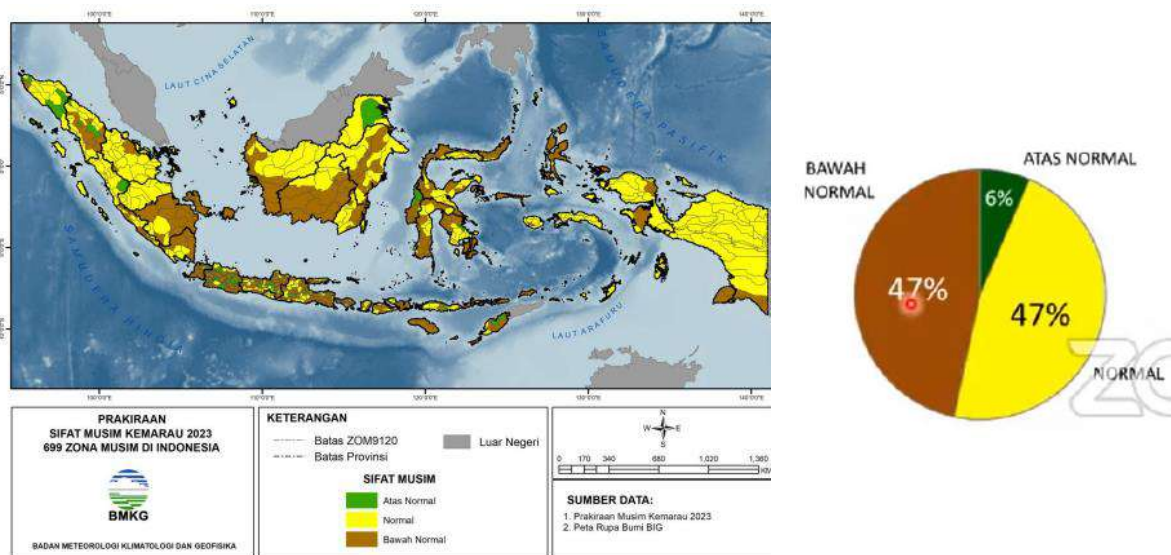 LAUT CINA SELATAN
SAMUDERA PASIFIK
SAMUDERA HINDIA
LAUT ARAFURU
PRAKIRAAN
SIFAT MUSIM KEMARAU 2023
699 ZONA MUSIM DI INDONESIA
BMKG
BADAN METEOROLOGI KLIMATOLOGI DAN GEOFISIKA
KETERANGAN
Batas ZOM9120
Batas Provinsi
Luar Negeri
SIFAT MUSIM
Atas Normal
Normal
Bawah Normal
N
W E
S
0 170 340 680 1,020 1,360
KM
SUMBER DATA:
1. Prakiraan Musim Kemarau 2023
2. Peta Rupa Bumi BIG
BAWAH
NORMAL
ATAS NORMAL
6%
47%
47%
NORMAL